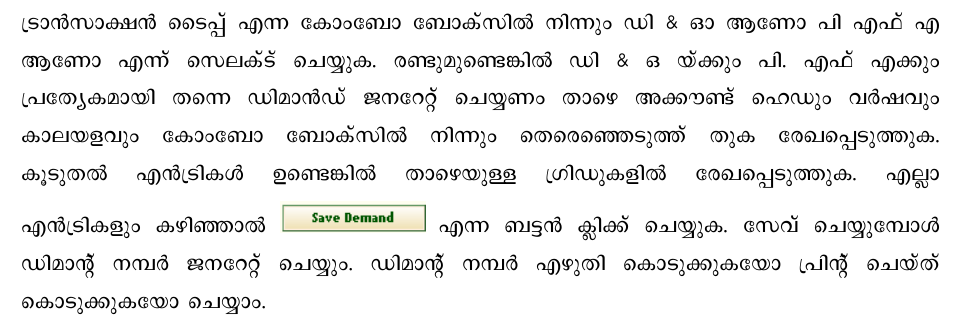 ട്രാൻസാക്ഷൻ ടൈപ്പ് എന്ന കോംബോ ബോക്സിൽ നിന്നും ഡി & ഓ ആണോ പി എഫ് എ
ആണോ എന്ന് സെലക്ട് ചെയ്യുക. രണ്ടുമുണ്ടെങ്കിൽ ഡി & ഒ യ്ക്കും പി. എഫ് എക്കും
പ്രത്യേകമായി തന്നെ ഡിമാൻഡ് ജനറേറ്റ് ചെയ്യണം താഴെ അക്കൗണ്ട് ഹെഡും വർഷവും
കാലയളവും കോംബോ ബോക്സിൽ നിന്നും തെരെഞ്ഞെടുത്ത് തുക രേഖപ്പെടുത്തുക.
കൂടുതൽ എൻട്രികൾ ഉണ്ടെങ്കിൽ താഴെയുള്ള ഗ്രിഡുകളിൽ രേഖപ്പെടുത്തുക. എല്ലാ
എൻട്രികളും കഴിഞ്ഞാൽ Save Demand എന്ന ബട്ടൻ ക്ലിക്ക് ചെയ്യുക. സേവ് ചെയ്യുമ്പോൾ
ഡിമാന്റ് നമ്പർ ജനറേറ്റ് ചെയ്യും. ഡിമാന്റ് നമ്പർ എഴുതി കൊടുക്കുകയോ പ്രിന്റ് ചെയ്ത്
കൊടുക്കുകയോ ചെയ്യാം.